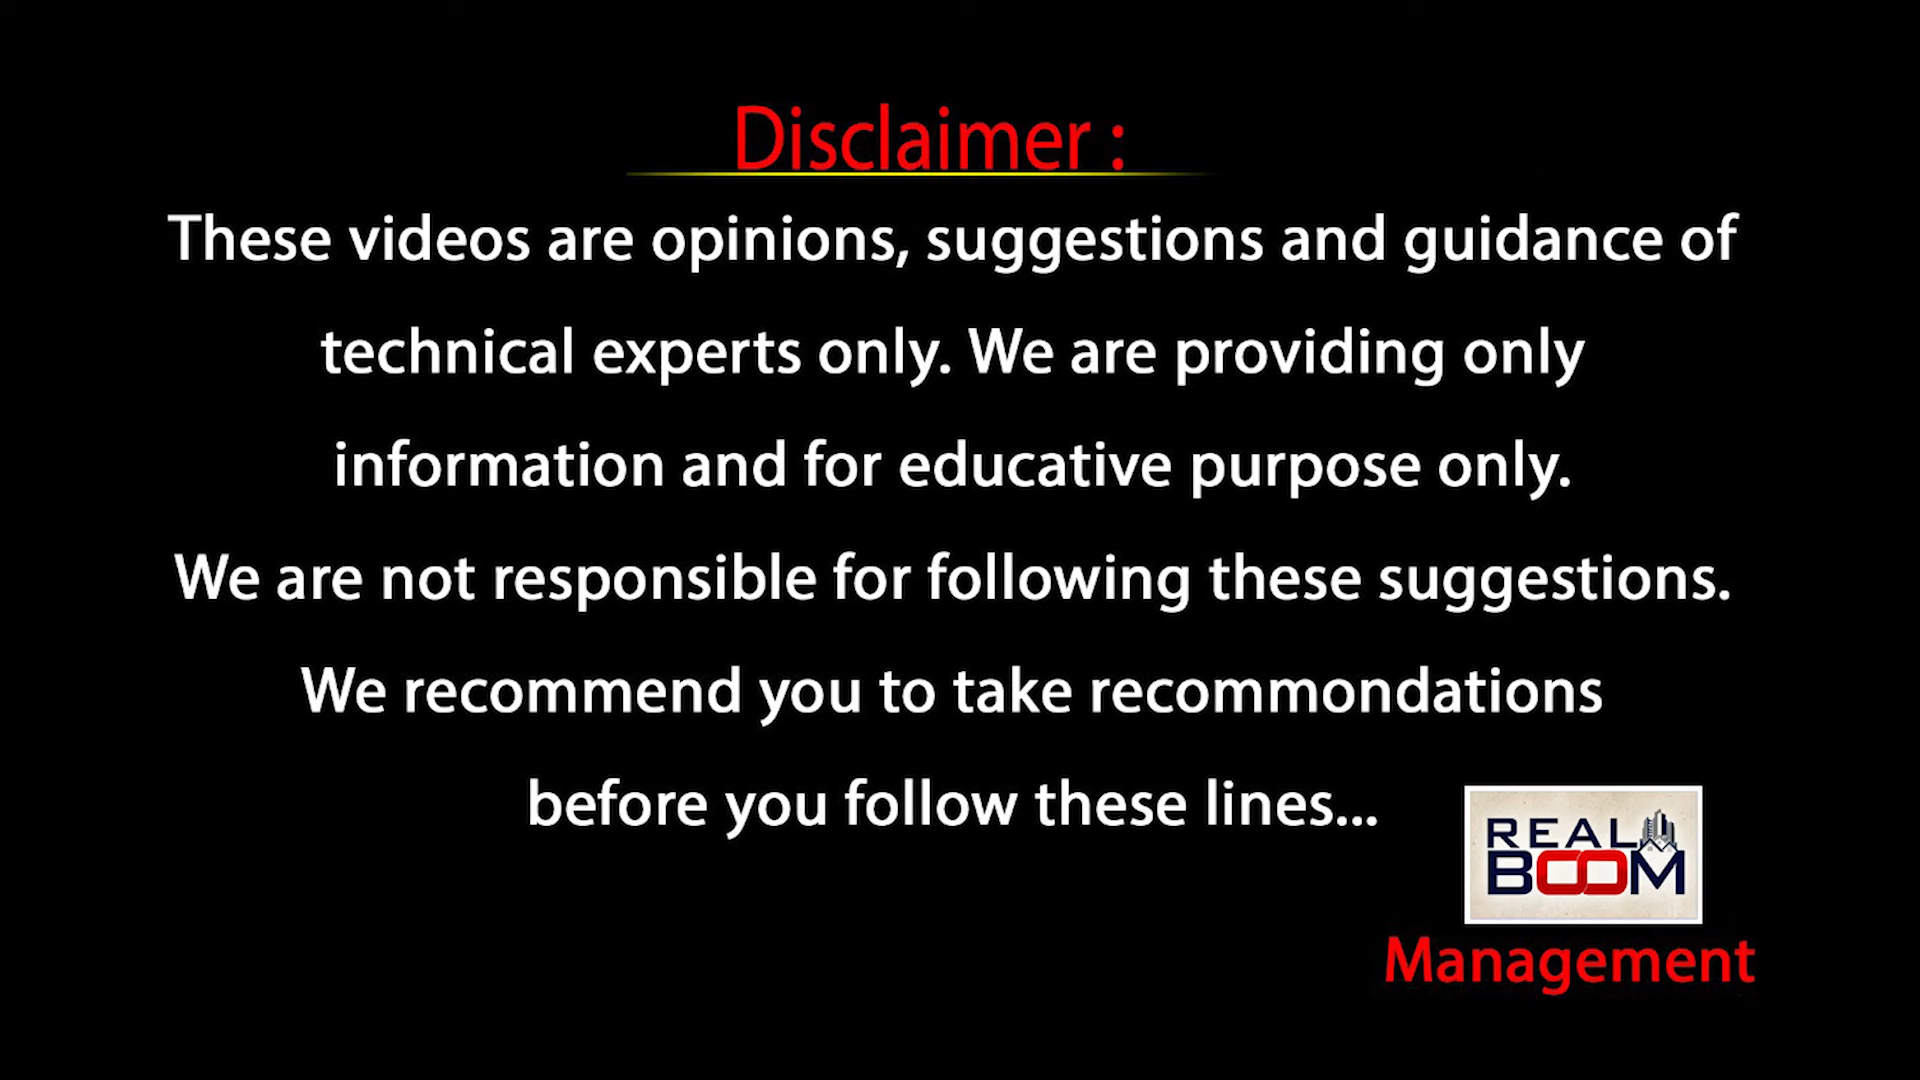 Disclaimer :
These videos are opinions, suggestions and guidance of
technical experts only. We are providing only
information and for educative purpose only.
We are not responsible for following these suggestions.
We recommend you to take recommondations
before you follow these lines...
REAL
BOOM
Management